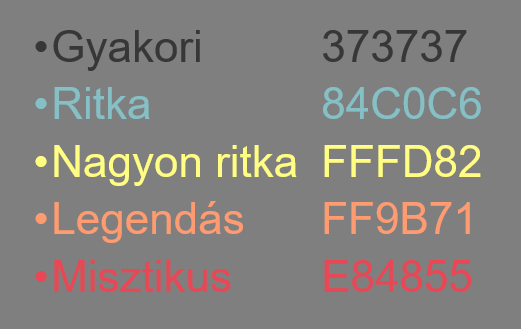 •Gyakori 373737
•Ritka 84C0C6
•Nagyon ritka FFFD82
•Legendás FF9B71
•Misztikus E84855